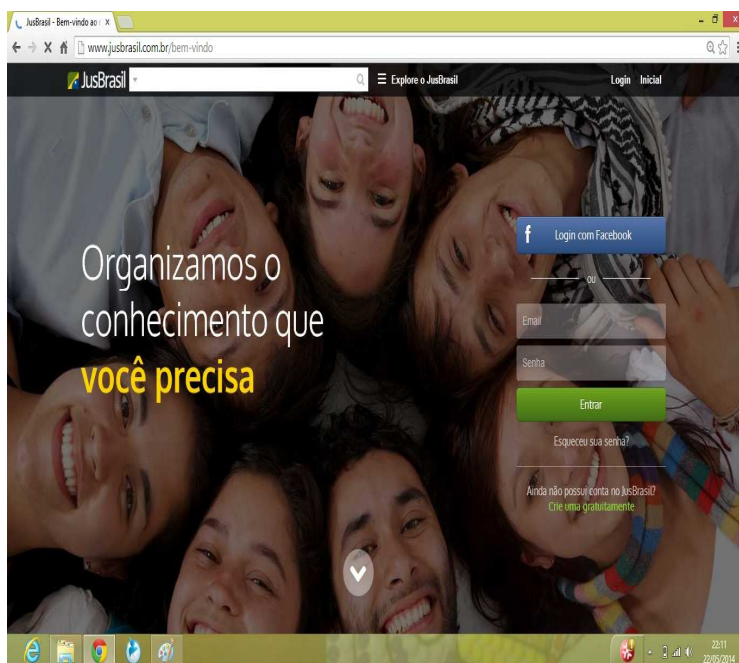 JusBrasil - Bem-vindo ao
www.jusbrasil.com.br/bem-vindo
JusBrasil
Explore o JusBrasil
Login
Inicial
Organizamos o
conhecimento que
você precisa
f
Login com Facebook
ou
Email
Senha
Entrar
Esqueceu sua senha?
Ainda não possui conta no JusBrasil?
Crie uma gratuitamente
22:11
22/05/2014